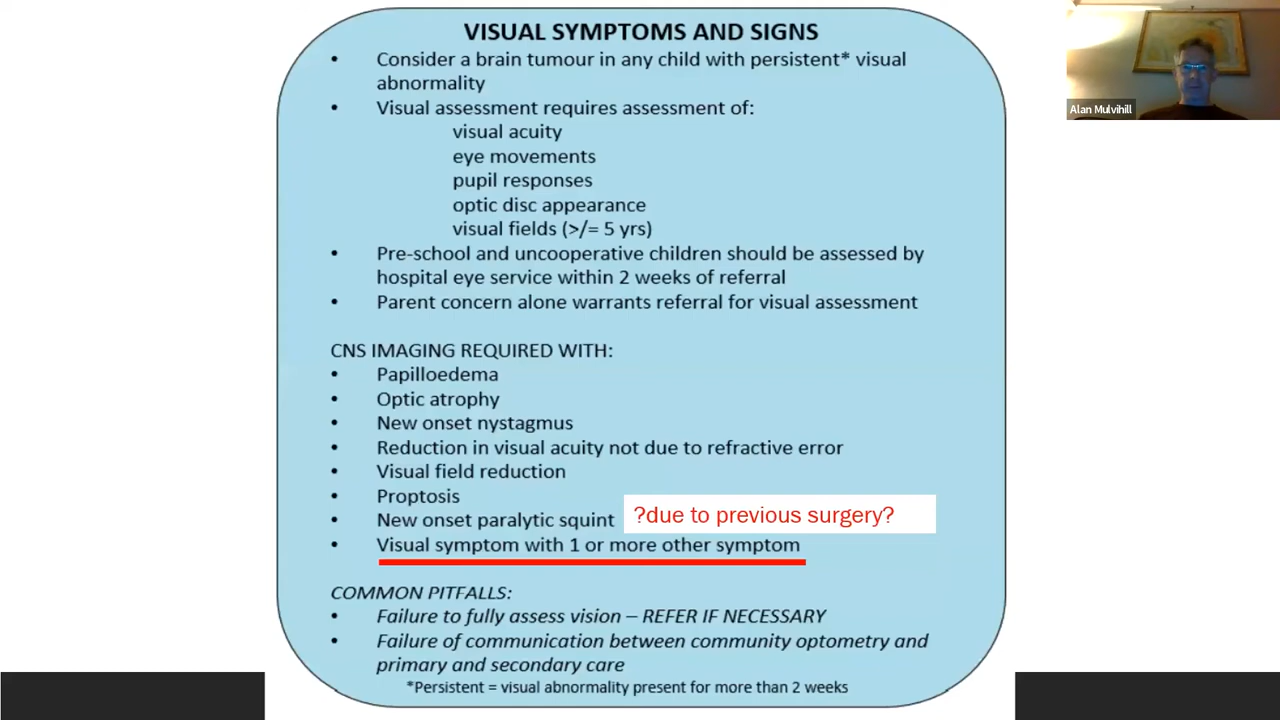 VISUAL SYMPTOMS AND SIGNS
• Consider a brain tumour in any child with persistent* visual
abnormality
• Visual assessment requires assessment of:
visual acuity
eye movements
pupil responses
optic disc appearance
visual fields (>/= 5 yrs)
• Pre-school and uncooperative children should be assessed by
hospital eye service within 2 weeks of referral
• Parent concern alone warrants referral for visual assessment
CNS IMAGING REQUIRED WITH:
• Papilloedema
• Optic atrophy
• New onset nystagmus
• Reduction in visual acuity not due to refractive error
• Visual field reduction
• Proptosis
• New onset paralytic squint
?due to previous surgery?
• Visual symptom with 1 or more other symptom
COMMON PITFALLS:
• Failure to fully assess vision – REFER IF NECESSARY
• Failure of communication between community optometry and
primary and secondary care
*Persistent = visual abnormality present for more than 2 weeks
Alan Mulvihill